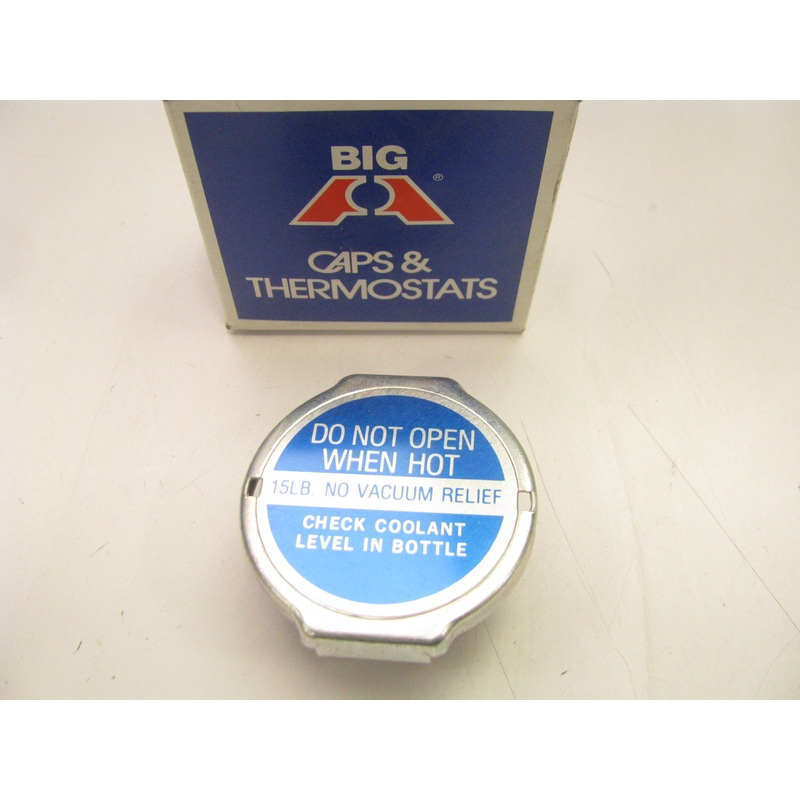 BIG
A ®
CAPS &
THERMOSTATS
DO NOT OPEN
WHEN HOT
15LB. NO VACUUM RELIEF
CHECK COOLANT
LEVEL IN BOTTLE